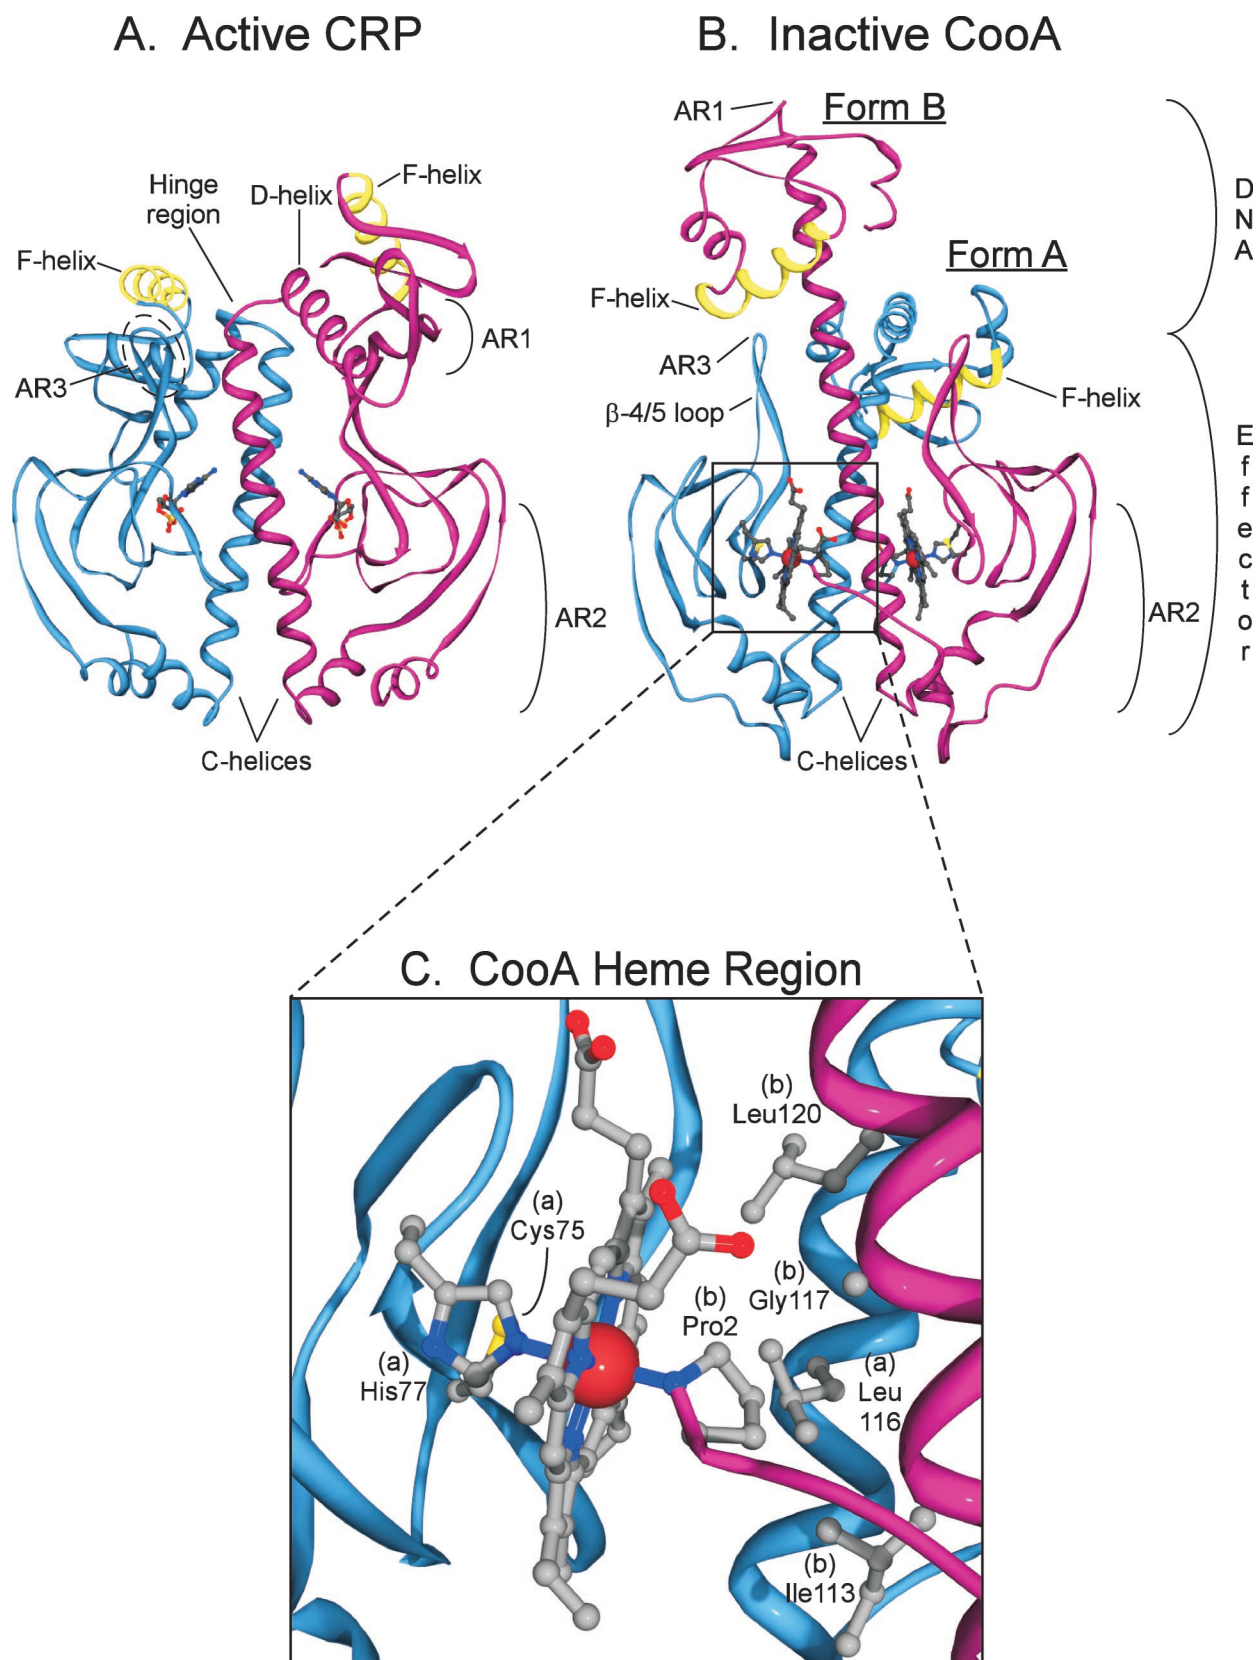 A. Active CRP
B. Inactive CooA
AR1
Form B
Hinge
region
D-helix
F-helix
F-helix
AR3
AR1
AR2
C-helices
F-helix
Form A
AR3
β-4/5 loop
F-helix
AR2
C-helices
D
N
A
E
f
f
e
c
t
o
r
C. CooA Heme Region
(b)
Leu120
(a)
Cys75
(b)
Gly117
(b)
Pro2
(a)
His77
(a)
Leu
116
(b)
Ile113